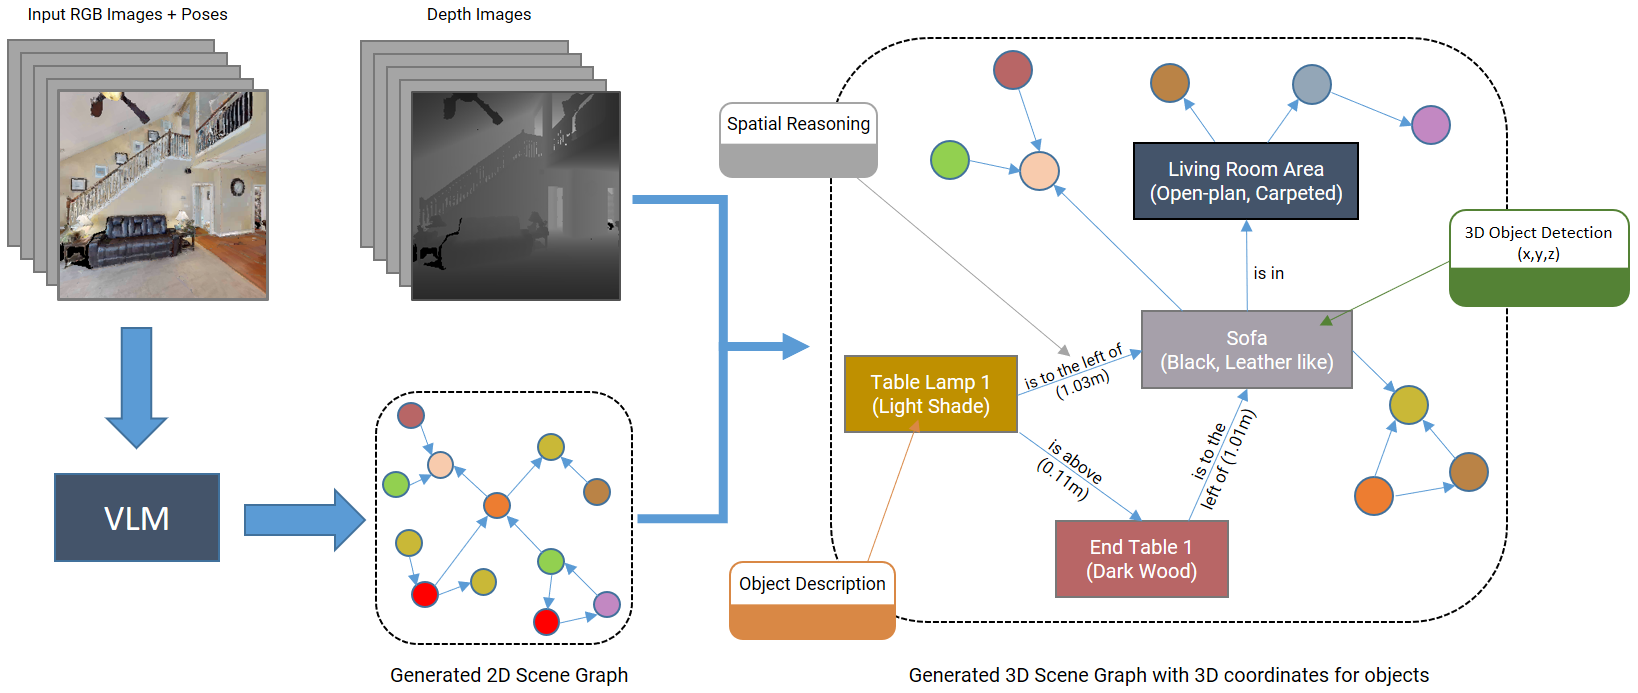 Input RGB Images + Poses
Depth Images
Spatial Reasoning
Living Room Area
(Open-plan, Carpeted)
3D Object Detection
(x,y,z)
is in
Sofa
(Black, Leather like)
is to the left of
(1.03m)
Table Lamp 1
(Light Shade)
is above
(0.11m)
is to the
left of (1.01m)
VLM
End Table 1
(Dark Wood)
Object Description
Generated 2D Scene Graph
Generated 3D Scene Graph with 3D coordinates for objects